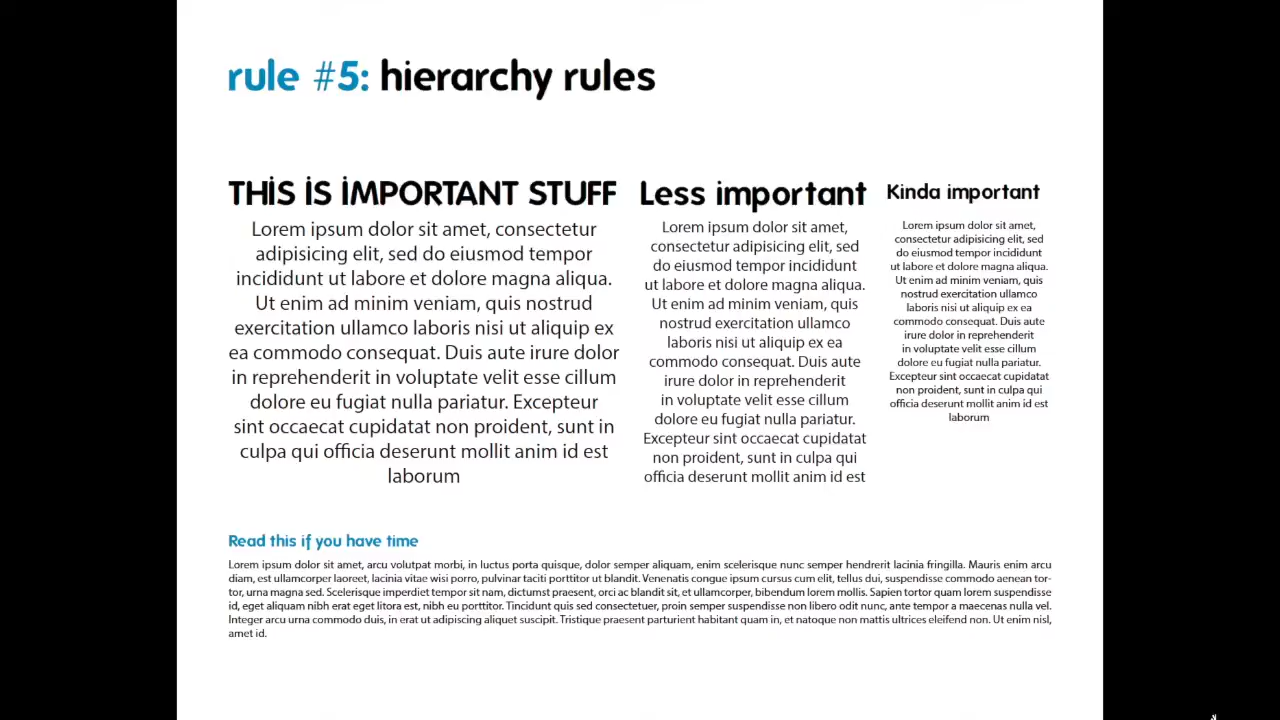 rule #5: hierarchy rules
THIS IS IMPORTANT STUFF
Lorem ipsum dolor sit amet, consectetur
adipisicing elit, sed do eiusmod tempor
incididunt ut labore et dolore magna aliqua.
Ut enim ad minim veniam, quis nostrud
exercitation ullamco laboris nisi ut aliquip ex
ea commodo consequat. Duis aute irure dolor
in reprehenderit in voluptate velit esse cillum
dolore eu fugiat nulla pariatur. Excepteur
sint occaecat cupidatat non proident, sunt in
culpa qui officia deserunt mollit anim id est
laborum
Less important
Lorem ipsum dolor sit amet,
consectetur adipisicing elit, sed
do eiusmod tempor incididunt
ut labore et dolore magna aliqua.
Ut enim ad minim veniam, quis
nostrud exercitation ullamco
laboris nisi ut aliquip ex ea
commodo consequat. Duis aute
irure dolor in reprehenderit
in voluptate velit esse cillum
dolore eu fugiat nulla pariatur.
Excepteur sint occaecat cupidatat
non proident, sunt in culpa qui
officia deserunt mollit anim id est
Kinda important
Lorem ipsum dolor sit amet,
consectetur adipisicing elit, sed
do eiusmod tempor incididunt
ut labore et dolore magna aliqua.
Ut enim ad minim veniam, quis
nostrud exercitation ullamco
laboris nisi ut aliquip ex ea
commodo consequat. Duis aute
irure dolor in reprehenderit
in voluptate velit esse cillum
dolore eu fugiat nulla pariatur.
Excepteur sint occaecat cupidatat
non proident, sunt in culpa qui
officia deserunt mollit anim id est
laborum
Read this if you have time
Lorem ipsum dolor sit amet, arcu volutpat morbi, in luctus porta quisque, dolor semper aliquam, enim scelerisque nunc semper hendrerit lacinia fringilla. Mauris enim arcu
diam, est ullamcorper laoreet, lacinia vitae wisi porro, pulvinar taciti porttitor ut blandit. Venenatis congue ipsum cursus cum elit, tellus dui, suspendisse commodo aenean tor-
tor, urna magna sed. Scelerisque imperdiet tempor sit nam, dictumst praesent, orci ac blandit sit, et ullamcorper, bibendum lorem mollis. Sapien tortor quam lorem suspendisse
id, eget aliquam nibh erat eget litora est, nibh eu porttitor. Tincidunt quis sed consectetuer, proin semper suspendisse non libero odit nunc, ante tempor a maecenas nulla vel.
Integer arcu urna commodo duis, in erat ut adipiscing aliquet suscipit. Tristique praesent parturient habitant quam in, et natoque non mattis ultrices eleifend non. Ut enim nisl,
amet id.